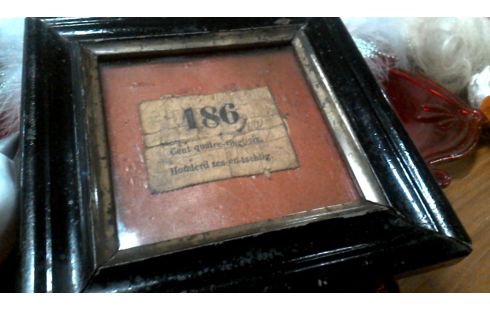 186
Cent quatre-vingt-six.
Honderd zes-en-tachtig.